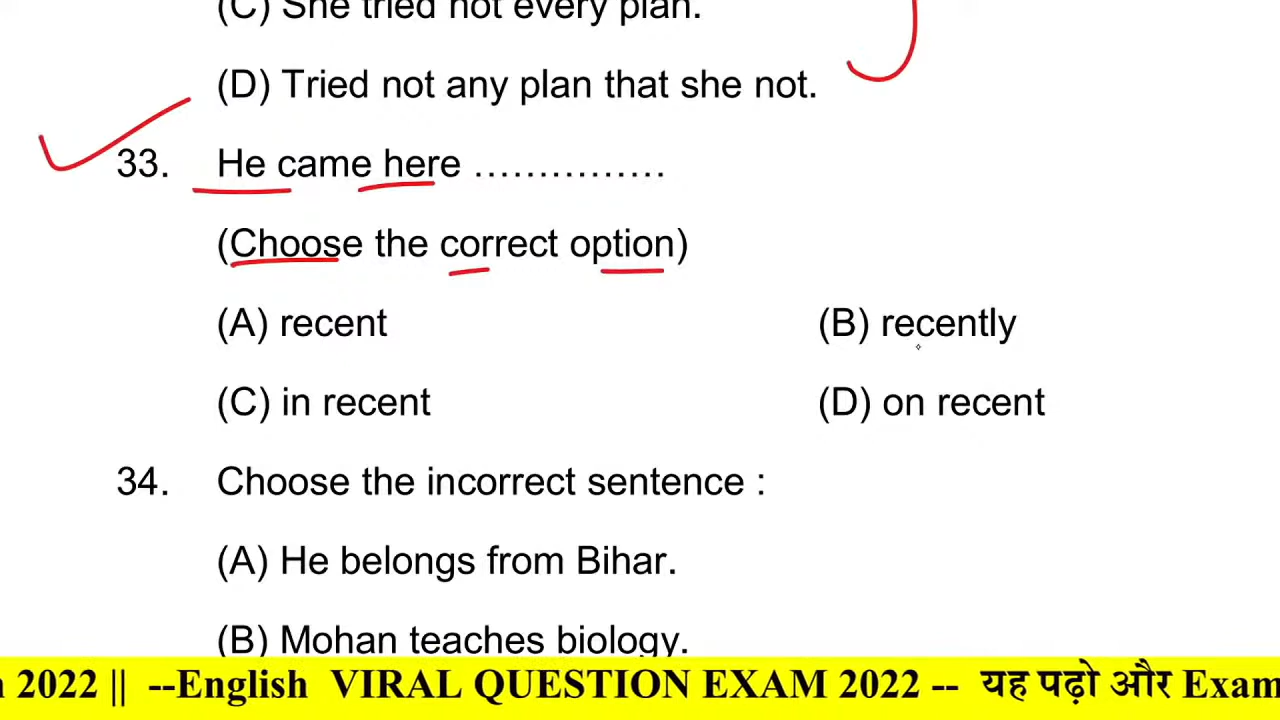 (C) She tried not every plan.
(D) Tried not any plan that she not.
33. He came here ……………
(Choose the correct option)
(A) recent (B) recently
(C) in recent (D) on recent
34. Choose the incorrect sentence :
(A) He belongs from Bihar.
(B) Mohan teaches biology.
2022 || --English VIRAL QUESTION EXAM 2022 -- यह पढ़ो और Exam